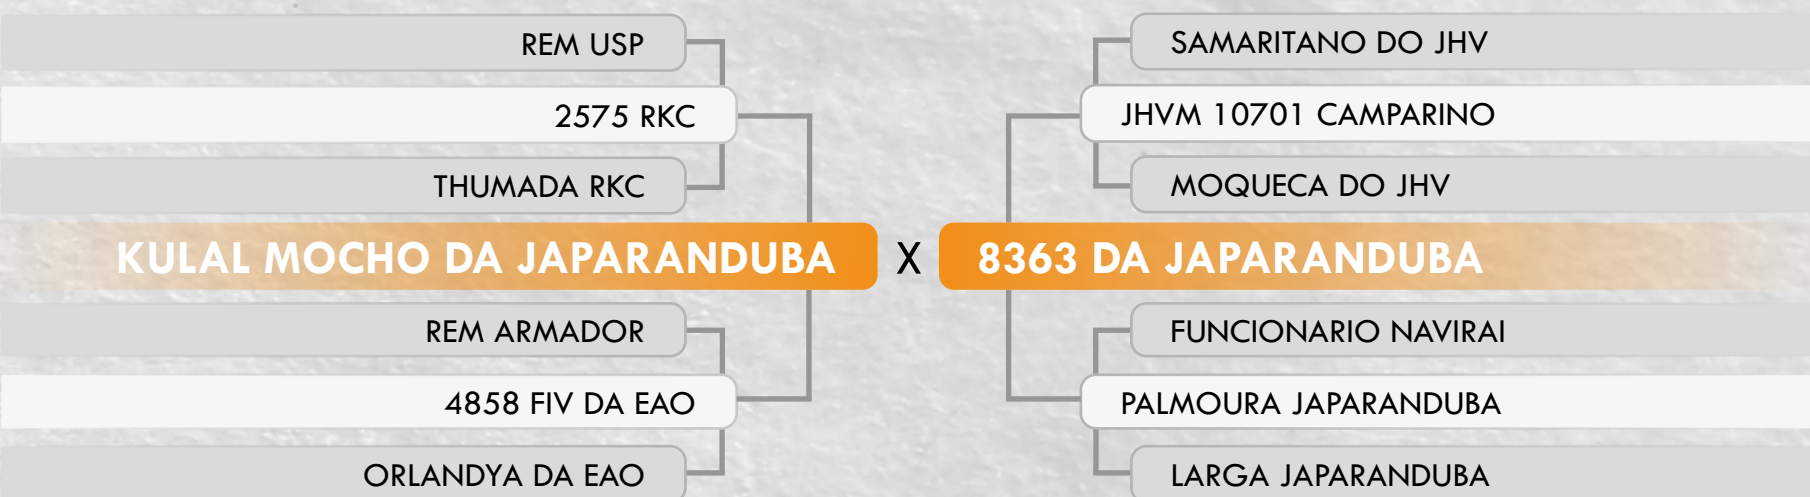 REM USP
2575 RKC
THUMADA RKC
KULAL MOCHO DA JAPARANDUBA
REM ARMADOR
4858 FIV DA EAO
ORLANDYA DA EAO
X
SAMARITANO DO JHV
JHVM 10701 CAMPARINO
MOQUECA DO JHV
8363 DA JAPARANDUBA
FUNCIONARIO NAVIRAI
PALMOURA JAPARANDUBA
LARGA JAPARANDUBA